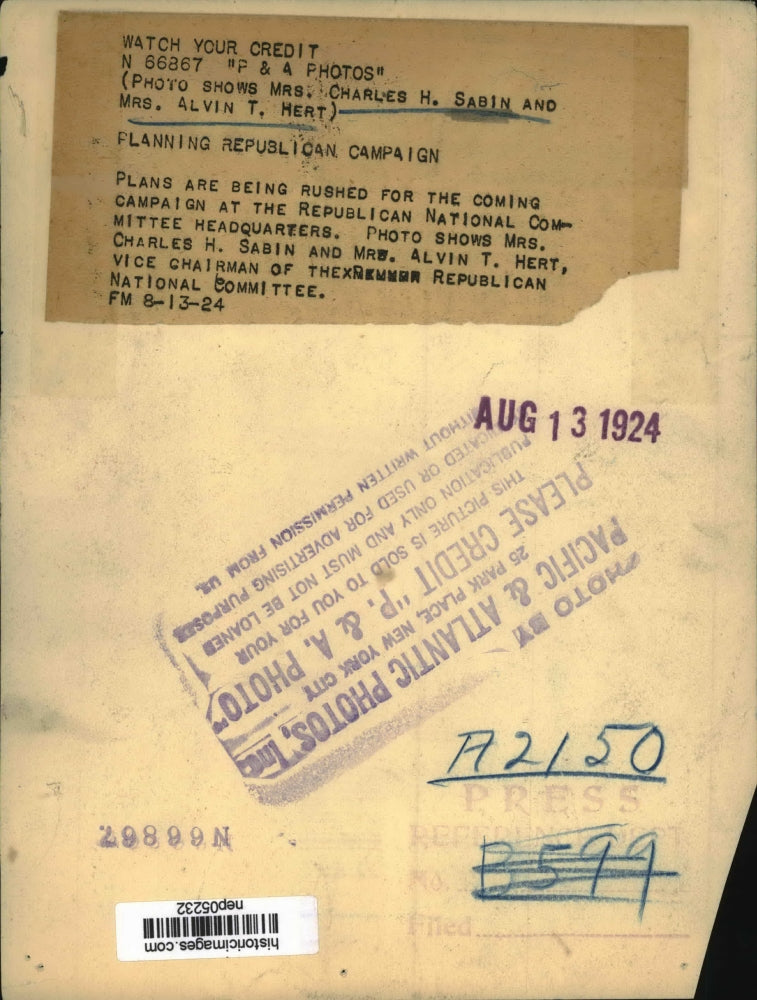 WATCH YOUR CREDIT
N 66867 "P & A PHOTOS"
(PHOTO SHOWS MRS. CHARLES H. SABIN AND
MRS. ALVIN T. HERT)
PLANNING REPUBLICAN CAMPAIGN
PLANS ARE BEING RUSHED FOR THE COMING
CAMPAIGN AT THE REPUBLICAN NATIONAL COM-
MITTEE HEADQUARTERS. PHOTO SHOWS MRS.
CHARLES H. SABIN AND MRS. ALVIN T. HERT,
VICE CHAIRMAN OF THE REPUBLICAN
NATIONAL COMMITTEE.
FM 8-13-24
AUG 13 1924
PHOTO BY
PACIFIC & ATLANTIC PHOTOS, Inc
25 PARK PLACE, NEW YORK CITY
PLEASE CREDIT "P. & A. PHOTO"
THIS PICTURE IS SOLD TO YOU FOR YOUR
PUBLICATION ONLY AND MUST NOT BE LOANED
OR USED FOR ADVERTISING PURPOSES
WITHOUT WRITTEN PERMISSION FROM US.
A2150
PRESS
B599
No.
Filed
N66867
historicimages.com
nep05232